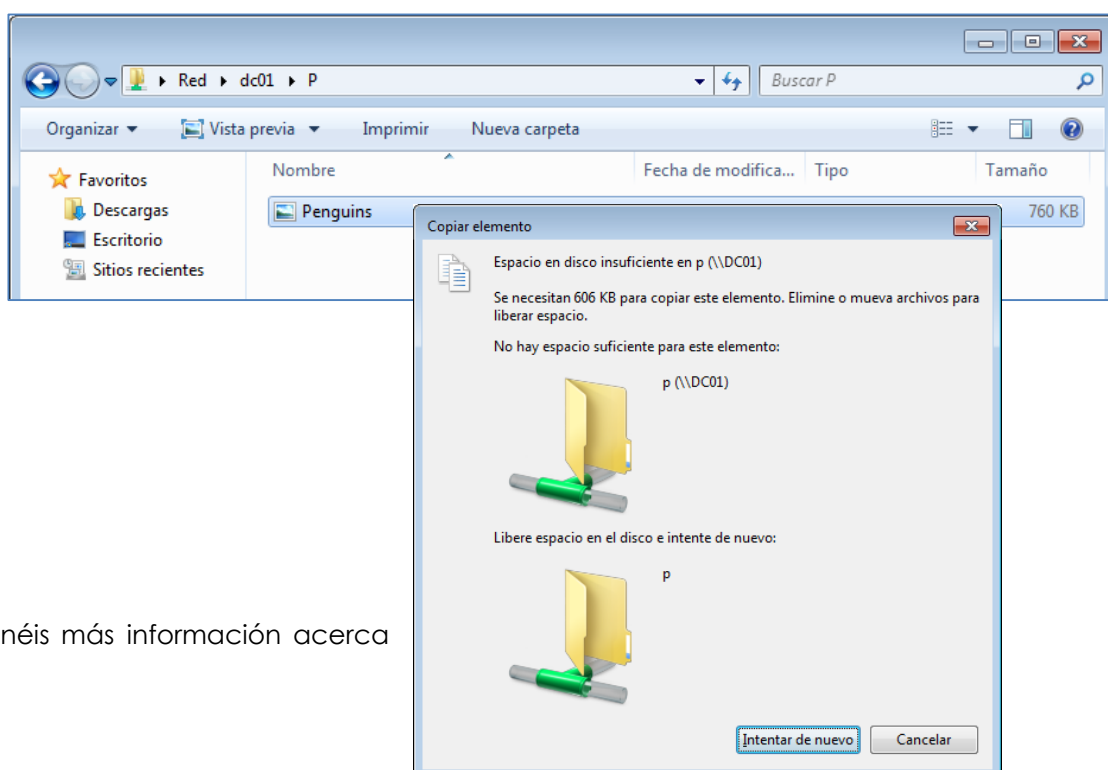 Red ▸ dc01 ▸ P
Buscar P
Organizar Vista previa Imprimir Nueva carpeta
Favoritos
Descargas
Escritorio
Sitios recientes
Nombre Fecha de modifica... Tipo Tamaño
Penguins 760 KB
Copiar elemento
Espacio en disco insuficiente en p (\\DC01)
Se necesitan 606 KB para copiar este elemento. Elimine o mueva archivos para
liberar espacio.
No hay espacio suficiente para este elemento:
p (\\DC01)
Libere espacio en el disco e intente de nuevo:
p
Intentar de nuevo Cancelar
néis más información acerca